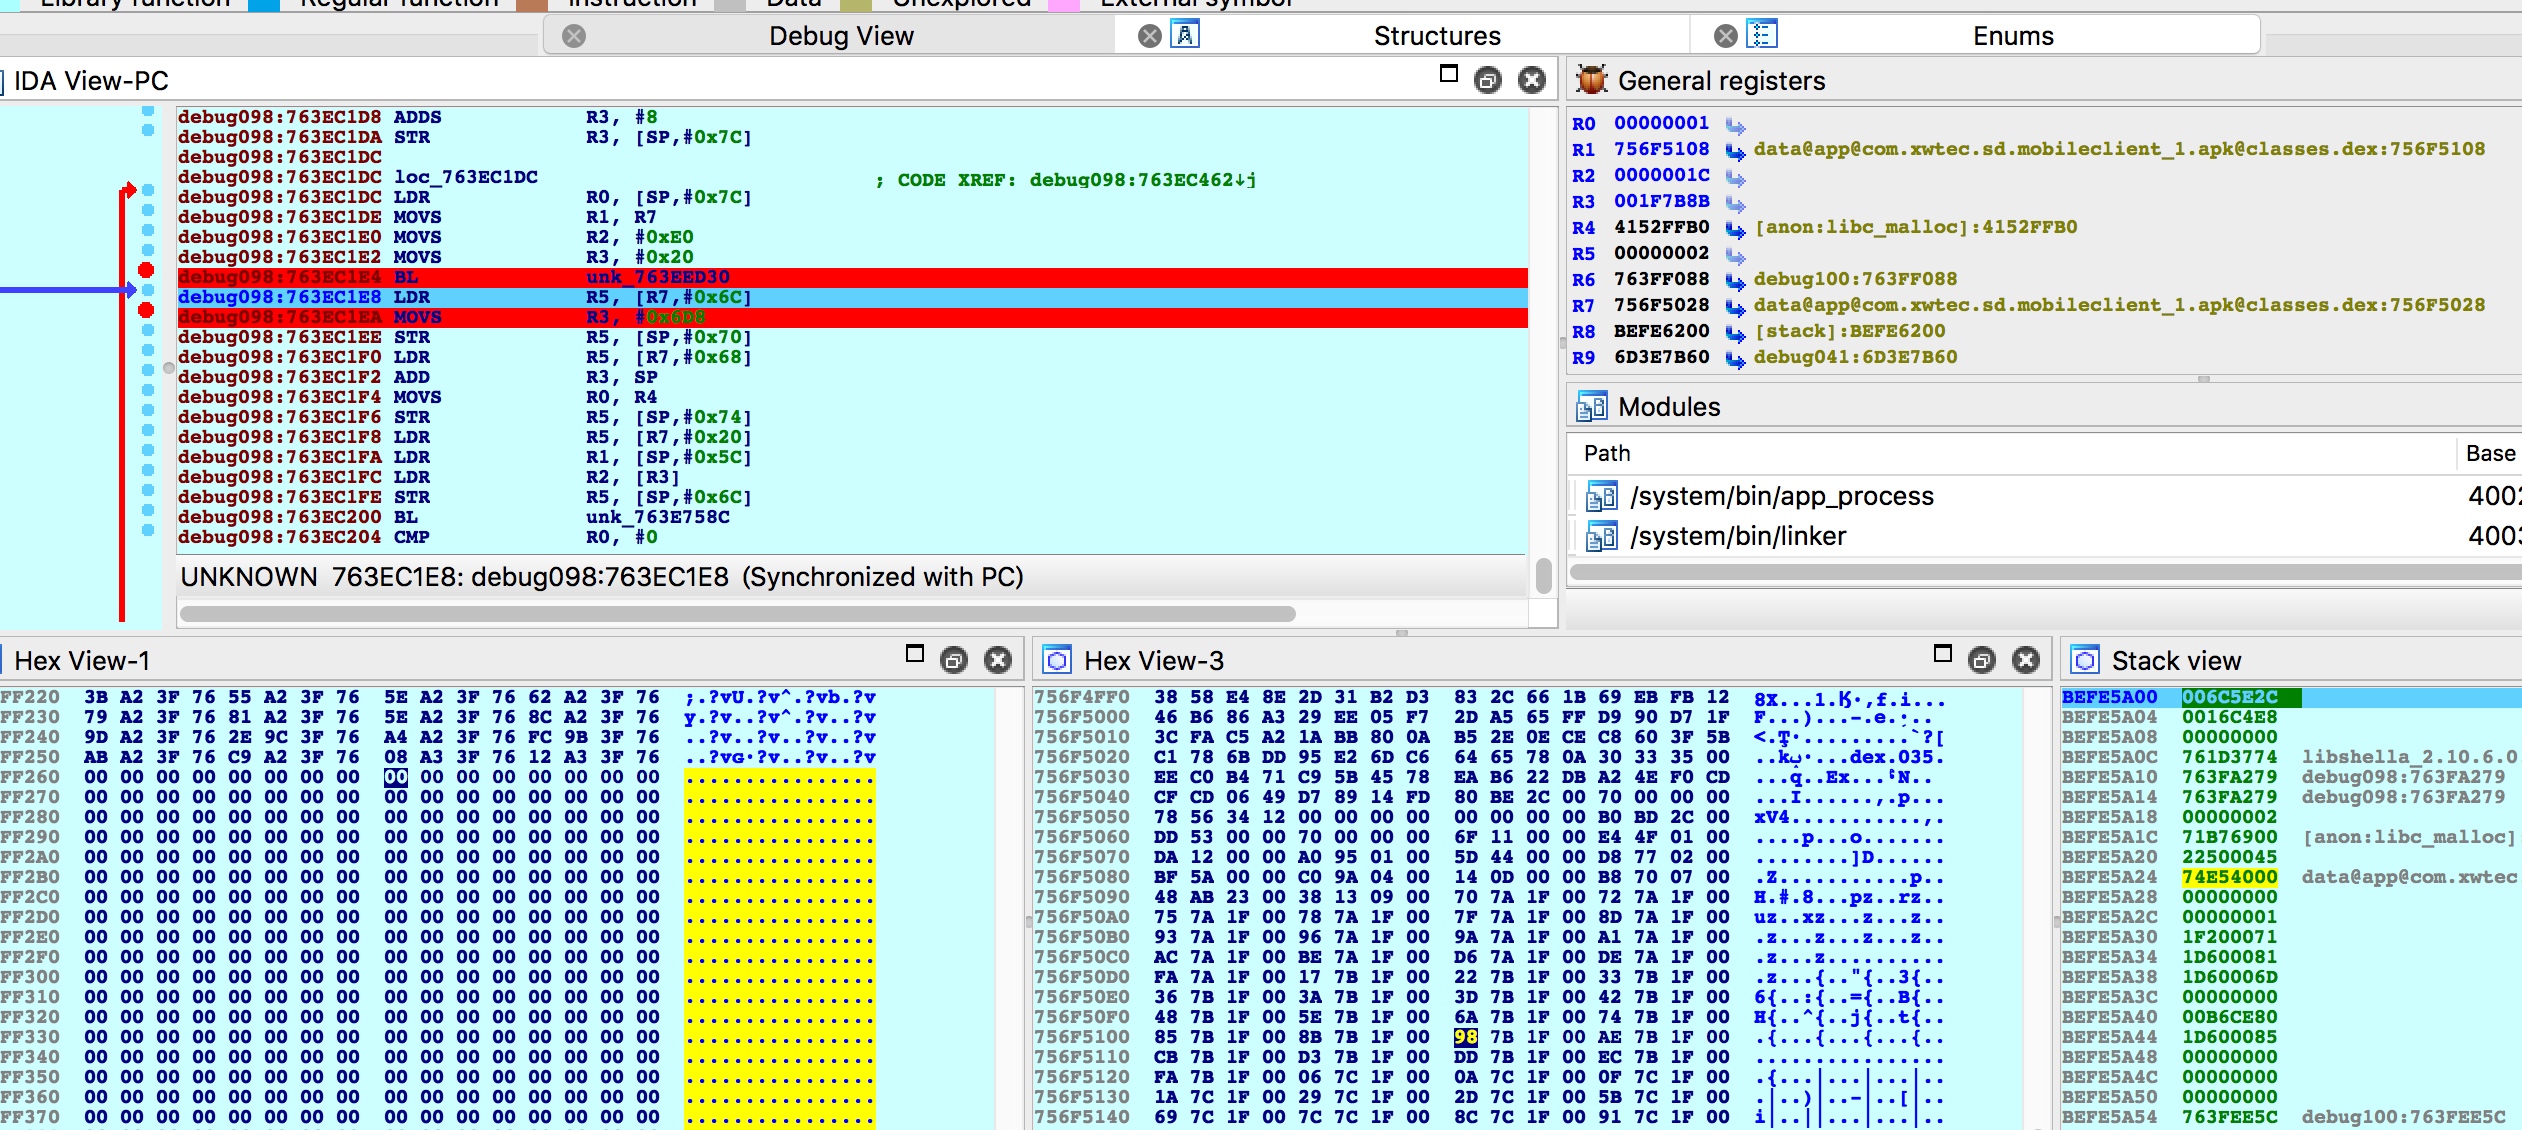 Library function Regular function Instruction Data Unexplored External symbol
Debug View Structures Enums
IDA View-PC
debug098:763EC1D8 ADDS R3, #8
debug098:763EC1DA STR R3, [SP,#0x7C]
debug098:763EC1DC
debug098:763EC1DC loc_763EC1DC ; CODE XREF: debug098:763EC462↓j
debug098:763EC1DC LDR R0, [SP,#0x7C]
debug098:763EC1DE MOVS R1, R7
debug098:763EC1E0 MOVS R2, #0xE0
debug098:763EC1E2 MOVS R3, #0x20
debug098:763EC1E4 BL unk_763EED30
debug098:763EC1E8 LDR R5, [R7,#0x6C]
debug098:763EC1EA MOVS R3, #0x6D8
debug098:763EC1EE STR R5, [SP,#0x70]
debug098:763EC1F0 LDR R5, [R7,#0x68]
debug098:763EC1F2 ADD R3, SP
debug098:763EC1F4 MOVS R0, R4
debug098:763EC1F6 STR R5, [SP,#0x74]
debug098:763EC1F8 LDR R5, [R7,#0x20]
debug098:763EC1FA LDR R1, [SP,#0x5C]
debug098:763EC1FC LDR R2, [R3]
debug098:763EC1FE STR R5, [SP,#0x6C]
debug098:763EC200 BL unk_763E758C
debug098:763EC204 CMP R0, #0
UNKNOWN 763EC1E8: debug098:763EC1E8 (Synchronized with PC)
General registers
R0 00000001
R1 756F5108 data@app@com.xwtec.sd.mobileclient_1.apk@classes.dex:756F5108
R2 0000001C
R3 001F7B8B
R4 4152FFB0 [anon:libc_malloc]:4152FFB0
R5 00000002
R6 763FF088 debug100:763FF088
R7 756F5028 data@app@com.xwtec.sd.mobileclient_1.apk@classes.dex:756F5028
R8 BEFE6200 [stack]:BEFE6200
R9 6D3E7B60 debug041:6D3E7B60
Modules
Path Base
/system/bin/app_process 4002
/system/bin/linker 4003
Hex View-1
FF220 3B A2 3F 76 55 A2 3F 76 5E A2 3F 76 62 A2 3F 76 ;.?vU.?v^.?vb.?v
FF230 79 A2 3F 76 81 A2 3F 76 5E A2 3F 76 8C A2 3F 76 y.?v..?v^.?v..?v
FF240 9D A2 3F 76 2E 9C 3F 76 A4 A2 3F 76 FC 9B 3F 76 ..?v..?v..?v..?v
FF250 AB A2 3F 76 C9 A2 3F 76 08 A3 3F 76 12 A3 3F 76 ..?vG·?v..?v..?v
FF260 00 00 00 00 00 00 00 00 00 00 00 00 00 00 00 00 ................
FF270 00 00 00 00 00 00 00 00 00 00 00 00 00 00 00 00 ................
FF280 00 00 00 00 00 00 00 00 00 00 00 00 00 00 00 00 ................
FF290 00 00 00 00 00 00 00 00 00 00 00 00 00 00 00 00 ................
FF2A0 00 00 00 00 00 00 00 00 00 00 00 00 00 00 00 00 ................
FF2B0 00 00 00 00 00 00 00 00 00 00 00 00 00 00 00 00 ................
FF2C0 00 00 00 00 00 00 00 00 00 00 00 00 00 00 00 00 ................
FF2D0 00 00 00 00 00 00 00 00 00 00 00 00 00 00 00 00 ................
FF2E0 00 00 00 00 00 00 00 00 00 00 00 00 00 00 00 00 ................
FF2F0 00 00 00 00 00 00 00 00 00 00 00 00 00 00 00 00 ................
FF300 00 00 00 00 00 00 00 00 00 00 00 00 00 00 00 00 ................
FF310 00 00 00 00 00 00 00 00 00 00 00 00 00 00 00 00 ................
FF320 00 00 00 00 00 00 00 00 00 00 00 00 00 00 00 00 ................
FF330 00 00 00 00 00 00 00 00 00 00 00 00 00 00 00 00 ................
FF340 00 00 00 00 00 00 00 00 00 00 00 00 00 00 00 00 ................
FF350 00 00 00 00 00 00 00 00 00 00 00 00 00 00 00 00 ................
FF360 00 00 00 00 00 00 00 00 00 00 00 00 00 00 00 00 ................
FF370 00 00 00 00 00 00 00 00 00 00 00 00 00 00 00 00 ................
Hex View-3
756F4FF0 38 58 E4 8E 2D 31 B2 D3 83 2C 66 1B 69 EB FB 12
756F5000 46 B6 86 A3 29 EE 05 F7 2D A5 65 FF D9 90 D7 1F
756F5010 3C FA C5 A2 1A BB 80 0A B5 2E 0E CE C8 60 3F 5B
756F5020 C1 78 6B DD 95 E2 6D C6 64 65 78 0A 30 33 35 00
756F5030 EE C0 B4 71 C9 5B 45 78 EA B6 22 DB A2 4E F0 CD
756F5040 CF CD 06 49 D7 89 14 FD 80 BE 2C 00 70 00 00 00 ...I......,.p...
756F5050 78 56 34 12 00 00 00 00 00 00 00 00 B0 BD 2C 00 xV4...........,.
756F5060 DD 53 00 00 70 00 00 00 6F 11 00 00 E4 4F 01 00
756F5070 DA 12 00 00 A0 95 01 00 5D 44 00 00 D8 77 02 00 ........]D......
756F5080 BF 5A 00 00 C0 9A 04 00 14 0D 00 00 B8 70 07 00 .Z...........p..
756F5090 48 AB 23 00 38 13 09 00 70 7A 1F 00 72 7A 1F 00 H.#.8...pz..rz..
756F50A0 75 7A 1F 00 78 7A 1F 00 7F 7A 1F 00 8D 7A 1F 00 uz..xz...z...z..
756F50B0 93 7A 1F 00 96 7A 1F 00 9A 7A 1F 00 A1 7A 1F 00 .z...z...z...z..
756F50C0 AC 7A 1F 00 BE 7A 1F 00 D6 7A 1F 00 DE 7A 1F 00
756F50D0 FA 7A 1F 00 17 7B 1F 00 22 7B 1F 00 33 7B 1F 00 .z...{.."{..3{..
756F50E0 36 7B 1F 00 3A 7B 1F 00 3D 7B 1F 00 42 7B 1F 00 6{..:{..={..B{..
756F50F0 48 7B 1F 00 5E 7B 1F 00 6A 7B 1F 00 74 7B 1F 00 H{..^{..j{..t{..
756F5100 85 7B 1F 00 8B 7B 1F 00 98 7B 1F 00 AE 7B 1F 00 .{...{...{...{..
756F5110 CB 7B 1F 00 D3 7B 1F 00 DD 7B 1F 00 EC 7B 1F 00 ................
756F5120 FA 7B 1F 00 06 7C 1F 00 0A 7C 1F 00 0F 7C 1F 00 .{...|...|...|..
756F5130 1A 7C 1F 00 29 7C 1F 00 2D 7C 1F 00 5B 7C 1F 00 .|..)|..-|..[|..
756F5140 69 7C 1F 00 7C 7C 1F 00 8C 7C 1F 00 91 7C 1F 00
Stack view
BEFE5A00 006C5E2C
BEFE5A04 0016C4E8
BEFE5A08 00000000
BEFE5A0C 761D3774 libshella_2.10.6.0
BEFE5A10 763FA279 debug098:763FA279
BEFE5A14 763FA279 debug098:763FA279
BEFE5A18 00000002
BEFE5A1C 71B76900 [anon:libc_malloc]
BEFE5A20 22500045
BEFE5A24 74E54000 data@app@com.xwtec
BEFE5A28 00000000
BEFE5A2C 00000001
BEFE5A30 1F200071
BEFE5A34 1D600081
BEFE5A38 1D60006D
BEFE5A3C 00000000
BEFE5A40 00B6CE80
BEFE5A44 1D600085
BEFE5A48 00000000
BEFE5A4C 00000000
BEFE5A50 00000000
BEFE5A54 763FEE5C debug100:763FEE5C